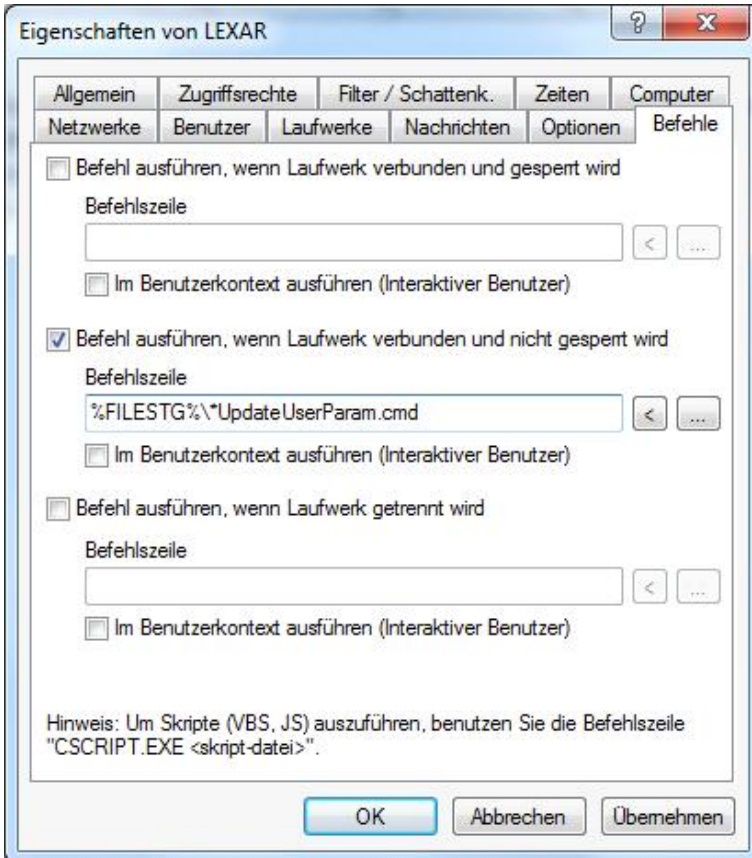 Eigenschaften von LEXAR
Allgemein Zugriffsrechte Filter / Schattenk. Zeiten Computer
Netzwerke Benutzer Laufwerke Nachrichten Optionen Befehle
Befehl ausführen, wenn Laufwerk verbunden und gesperrt wird
Befehlszeile
< ...
Im Benutzerkontext ausführen (Interaktiver Benutzer)
Befehl ausführen, wenn Laufwerk verbunden und nicht gesperrt wird
Befehlszeile
%FILESTG%\*UpdateUserParam.cmd < ...
Im Benutzerkontext ausführen (Interaktiver Benutzer)
Befehl ausführen, wenn Laufwerk getrennt wird
Befehlszeile
< ...
Im Benutzerkontext ausführen (Interaktiver Benutzer)
Hinweis: Um Skripte (VBS, JS) auszuführen, benutzen Sie die Befehlszeile
"CSCRIPT.EXE <skript-datei>".
OK Abbrechen Übernehmen